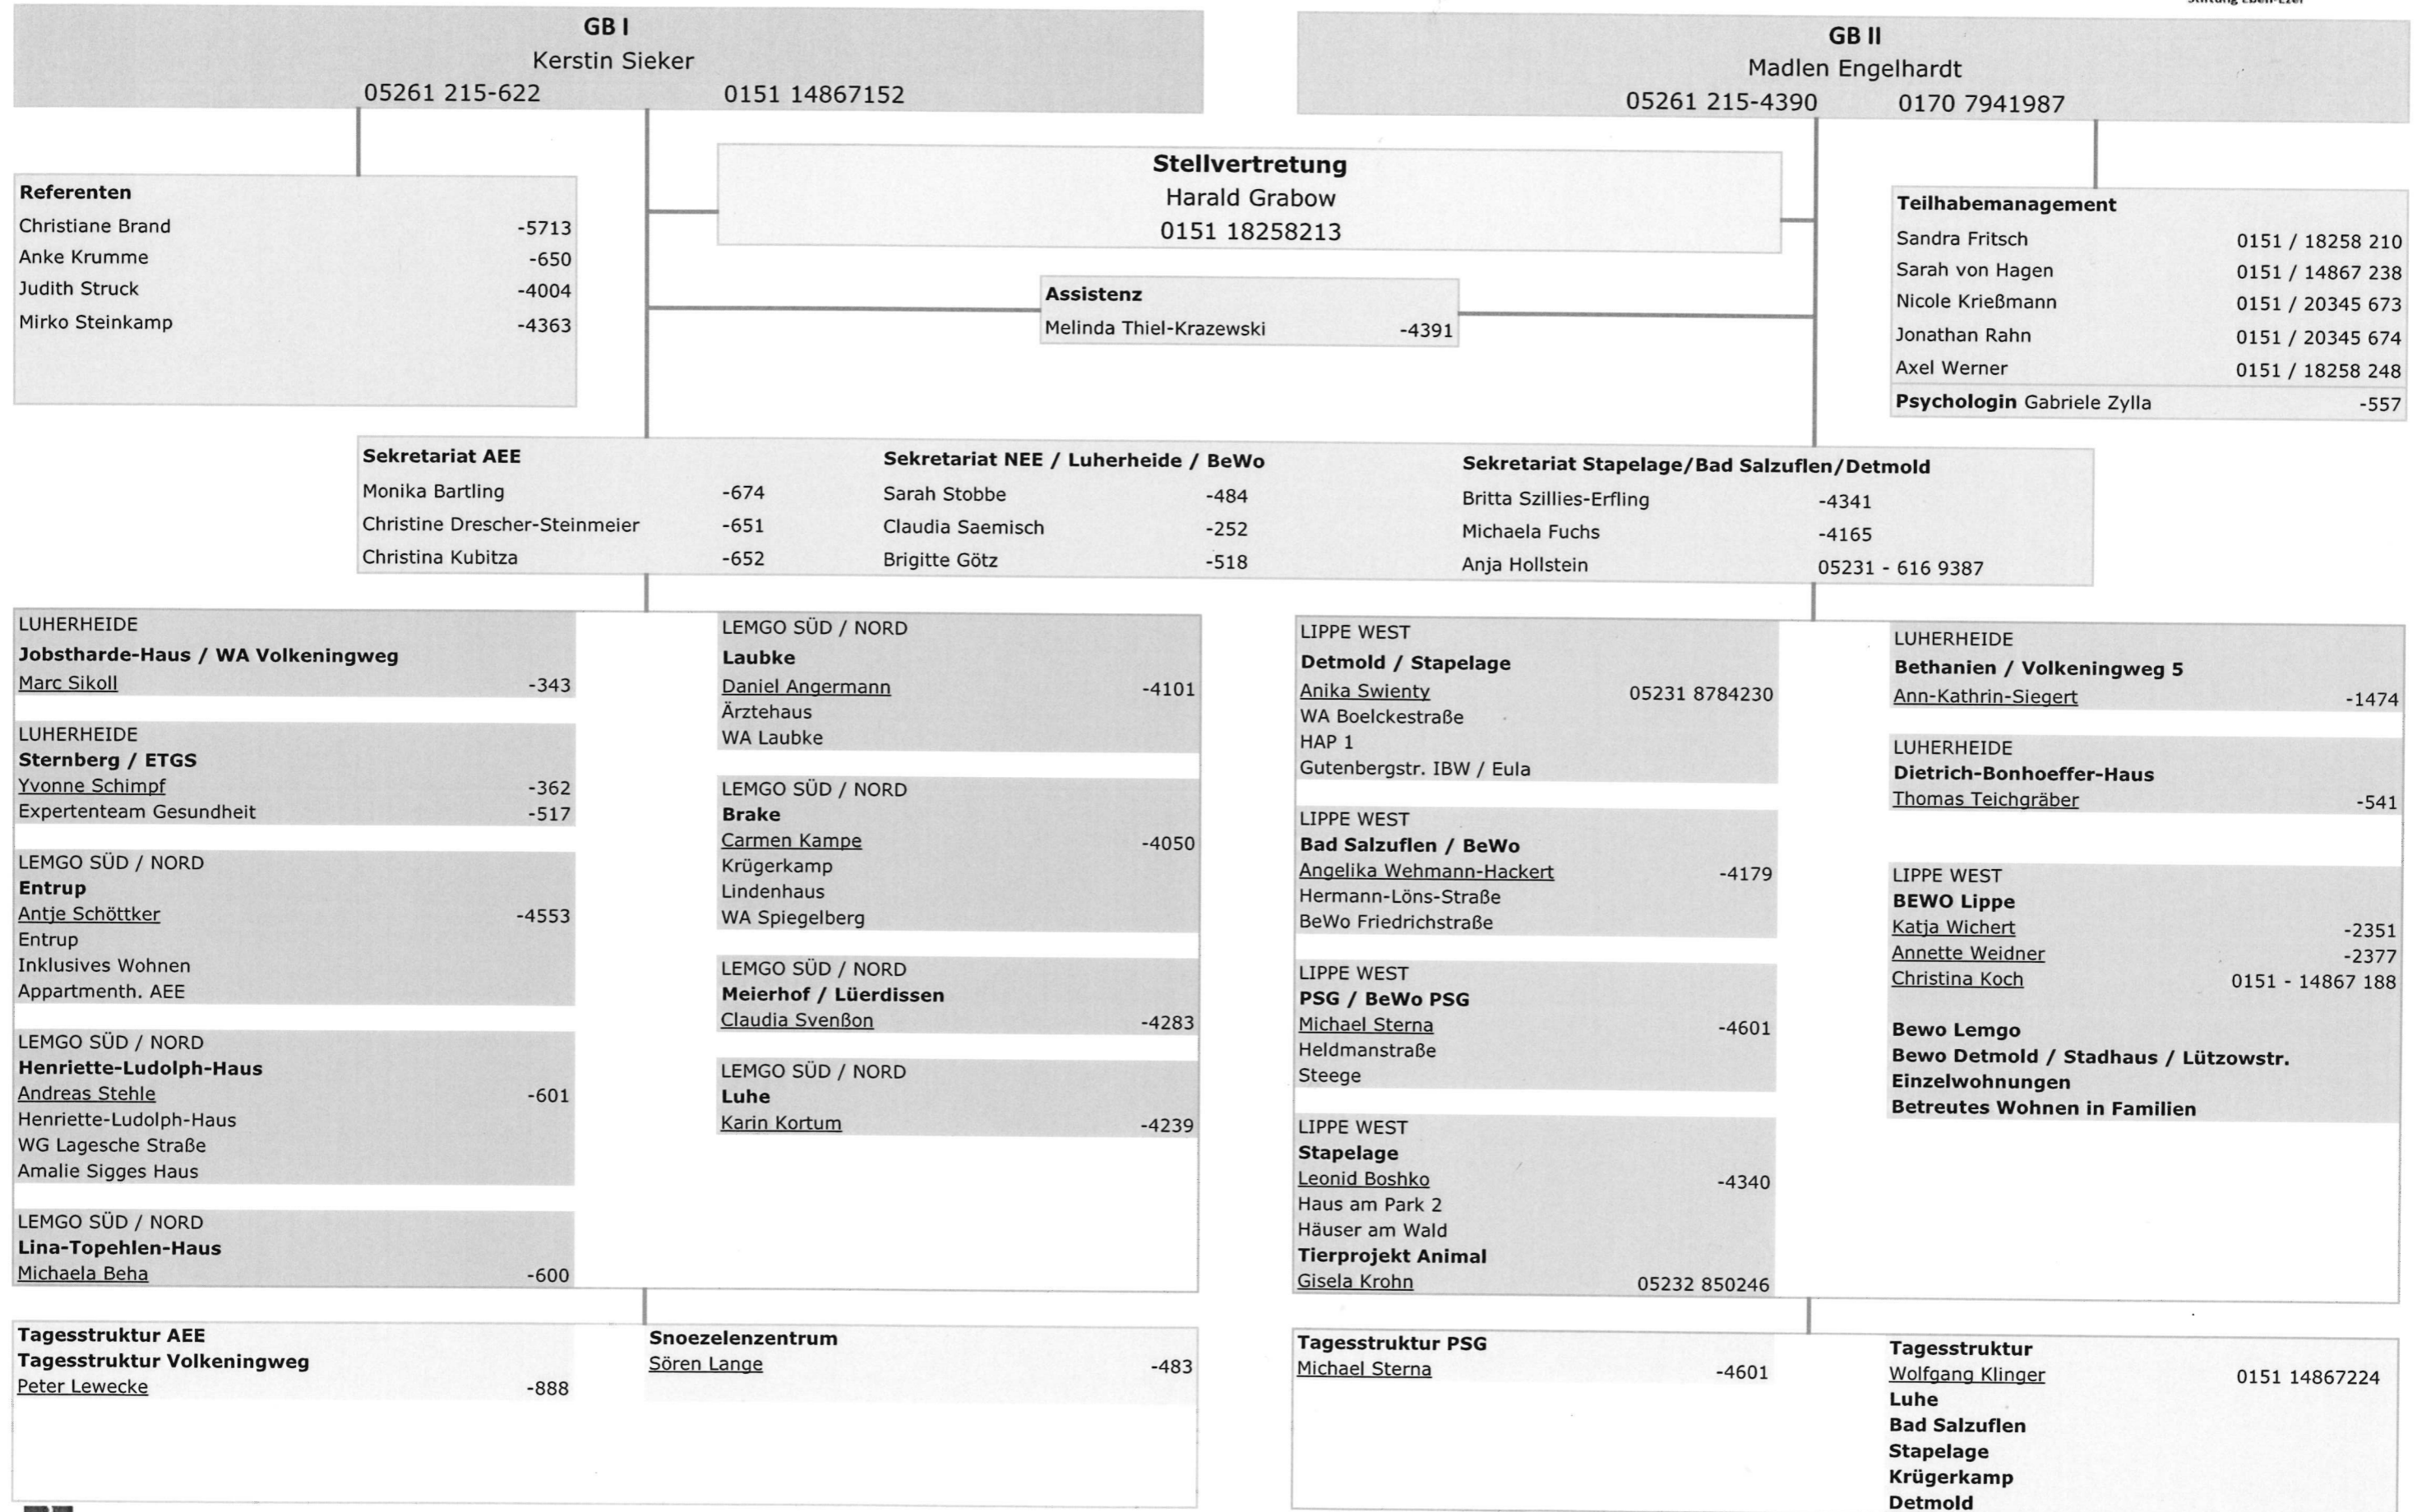 Stiftung Eben-Ezer
GB I
Kerstin Sieker
05261 215-622 0151 14867152
GB II
Madlen Engelhardt
05261 215-4390 0170 7941987
Stellvertretung
Harald Grabow
0151 18258213
Referenten
Christiane Brand -5713
Anke Krumme -650
Judith Struck -4004
Mirko Steinkamp -4363
Assistenz
Melinda Thiel-Krazewski -4391
Teilhabemanagement
Sandra Fritsch 0151 / 18258 210
Sarah von Hagen 0151 / 14867 238
Nicole Krießmann 0151 / 20345 673
Jonathan Rahn 0151 / 20345 674
Axel Werner 0151 / 18258 248
Psychologin Gabriele Zylla -557
Sekretariat AEE
Monika Bartling -674
Christine Drescher-Steinmeier -651
Christina Kubitza -652
Sekretariat NEE / Luherheide / BeWo
Sarah Stobbe -484
Claudia Saemisch -252
Brigitte Götz -518
Sekretariat Stapelage/Bad Salzuflen/Detmold
Britta Szillies-Erfling -4341
Michaela Fuchs -4165
Anja Hollstein 05231 - 616 9387
LUHERHEIDE
Jobstharde-Haus / WA Volkeningweg
Marc Sikoll -343
LUHERHEIDE
Sternberg / ETGS
Yvonne Schimpf -362
Expertenteam Gesundheit -517
LEMGO SÜD / NORD
Entrup
Antje Schöttker -4553
Entrup
Inklusives Wohnen
Appartmenth. AEE
LEMGO SÜD / NORD
Henriette-Ludolph-Haus
Andreas Stehle -601
Henriette-Ludolph-Haus
WG Lagesche Straße
Amalie Sigges Haus
LEMGO SÜD / NORD
Lina-Topehlen-Haus
Michaela Beha -600
LEMGO SÜD / NORD
Laubke
Daniel Angermann -4101
Ärztehaus
WA Laubke
LEMGO SÜD / NORD
Brake
Carmen Kampe -4050
Krügerkamp
Lindenhaus
WA Spiegelberg
LEMGO SÜD / NORD
Meierhof / Lüerdissen
Claudia Svenßon -4283
LEMGO SÜD / NORD
Luhe
Karin Kortum -4239
LIPPE WEST
Detmold / Stapelage
Anika Swienty 05231 8784230
WA Boelckestraße
HAP 1
Gutenbergstr. IBW / Eula
LIPPE WEST
Bad Salzuflen / BeWo
Angelika Wehmann-Hackert -4179
Hermann-Löns-Straße
BeWo Friedrichstraße
LIPPE WEST
PSG / BeWo PSG
Michael Sterna -4601
Heldmanstraße
Steege
LIPPE WEST
Stapelage
Leonid Boshko -4340
Haus am Park 2
Häuser am Wald
Tierprojekt Animal
Gisela Krohn 05232 850246
LUHERHEIDE
Bethanien / Volkeningweg 5
Ann-Kathrin-Siegert -1474
LUHERHEIDE
Dietrich-Bonhoeffer-Haus
Thomas Teichgräber -541
LIPPE WEST
BEWO Lippe
Katja Wichert -2351
Annette Weidner -2377
Christina Koch 0151 - 14867 188
Bewo Lemgo
Bewo Detmold / Stadhaus / Lützowstr.
Einzelwohnungen
Betreutes Wohnen in Familien
Tagesstruktur AEE
Tagesstruktur Volkeningweg
Peter Lewecke -888
Snoezelenzentrum
Sören Lange -483
Tagesstruktur PSG
Michael Sterna -4601
Tagesstruktur
Wolfgang Klinger 0151 14867224
Luhe
Bad Salzuflen
Stapelage
Krügerkamp
Detmold